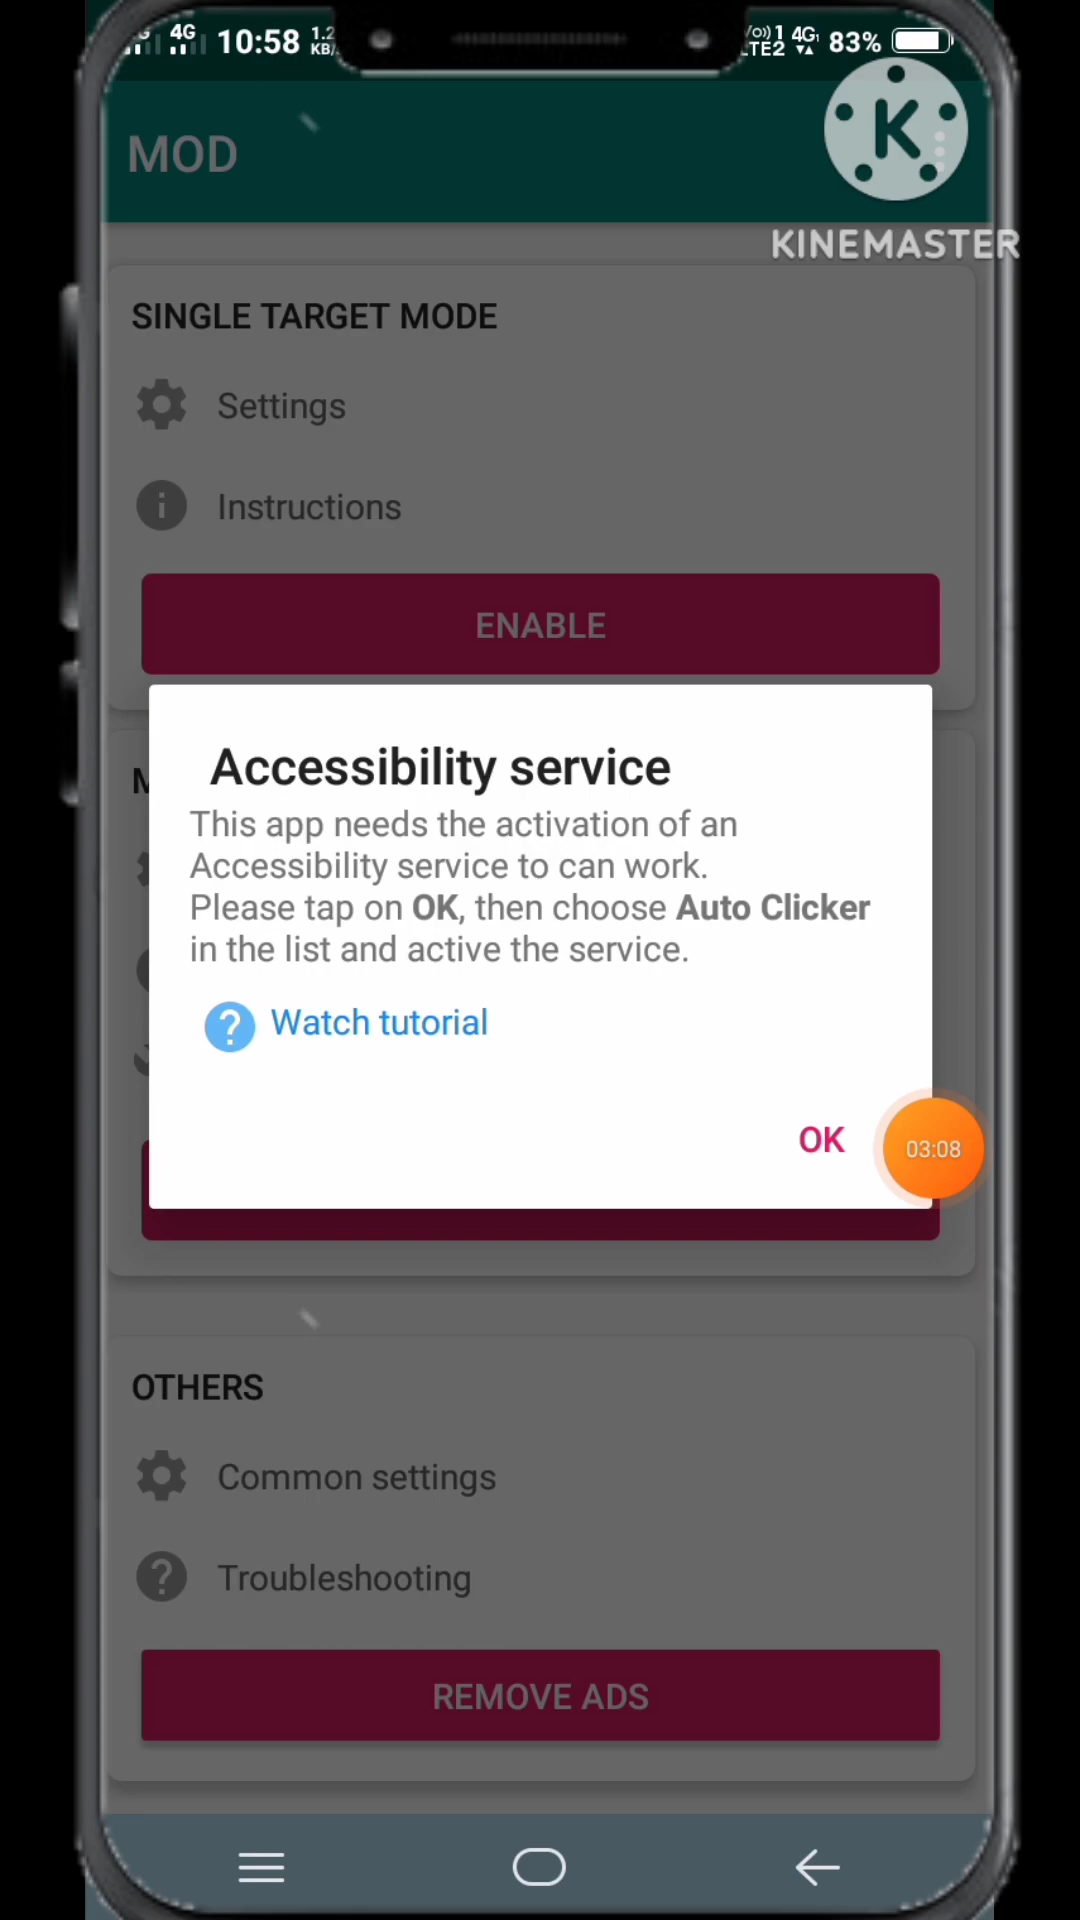 4G 10:58 1.2 KB/
4G 83%
LTE2
MOD
K
KINEMASTER
SINGLE TARGET MODE
Settings
Instructions
ENABLE
M
Accessibility service
This app needs the activation of an
Accessibility service to can work.
Please tap on OK, then choose Auto Clicker
in the list and active the service.
Watch tutorial
OK
03:08
OTHERS
Common settings
Troubleshooting
REMOVE ADS